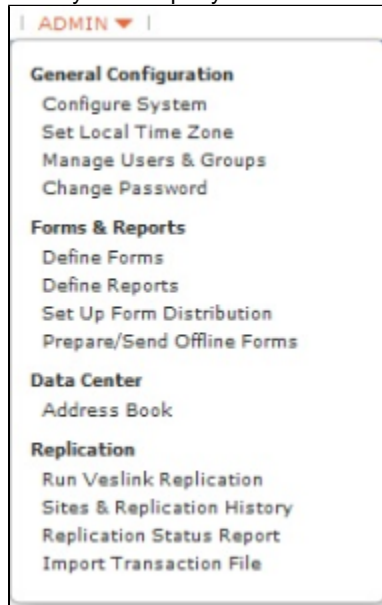 | ADMIN ▼ |
General Configuration
Configure System
Set Local Time Zone
Manage Users & Groups
Change Password
Forms & Reports
Define Forms
Define Reports
Set Up Form Distribution
Prepare/Send Offline Forms
Data Center
Address Book
Replication
Run Veslink Replication
Sites & Replication History
Replication Status Report
Import Transaction File